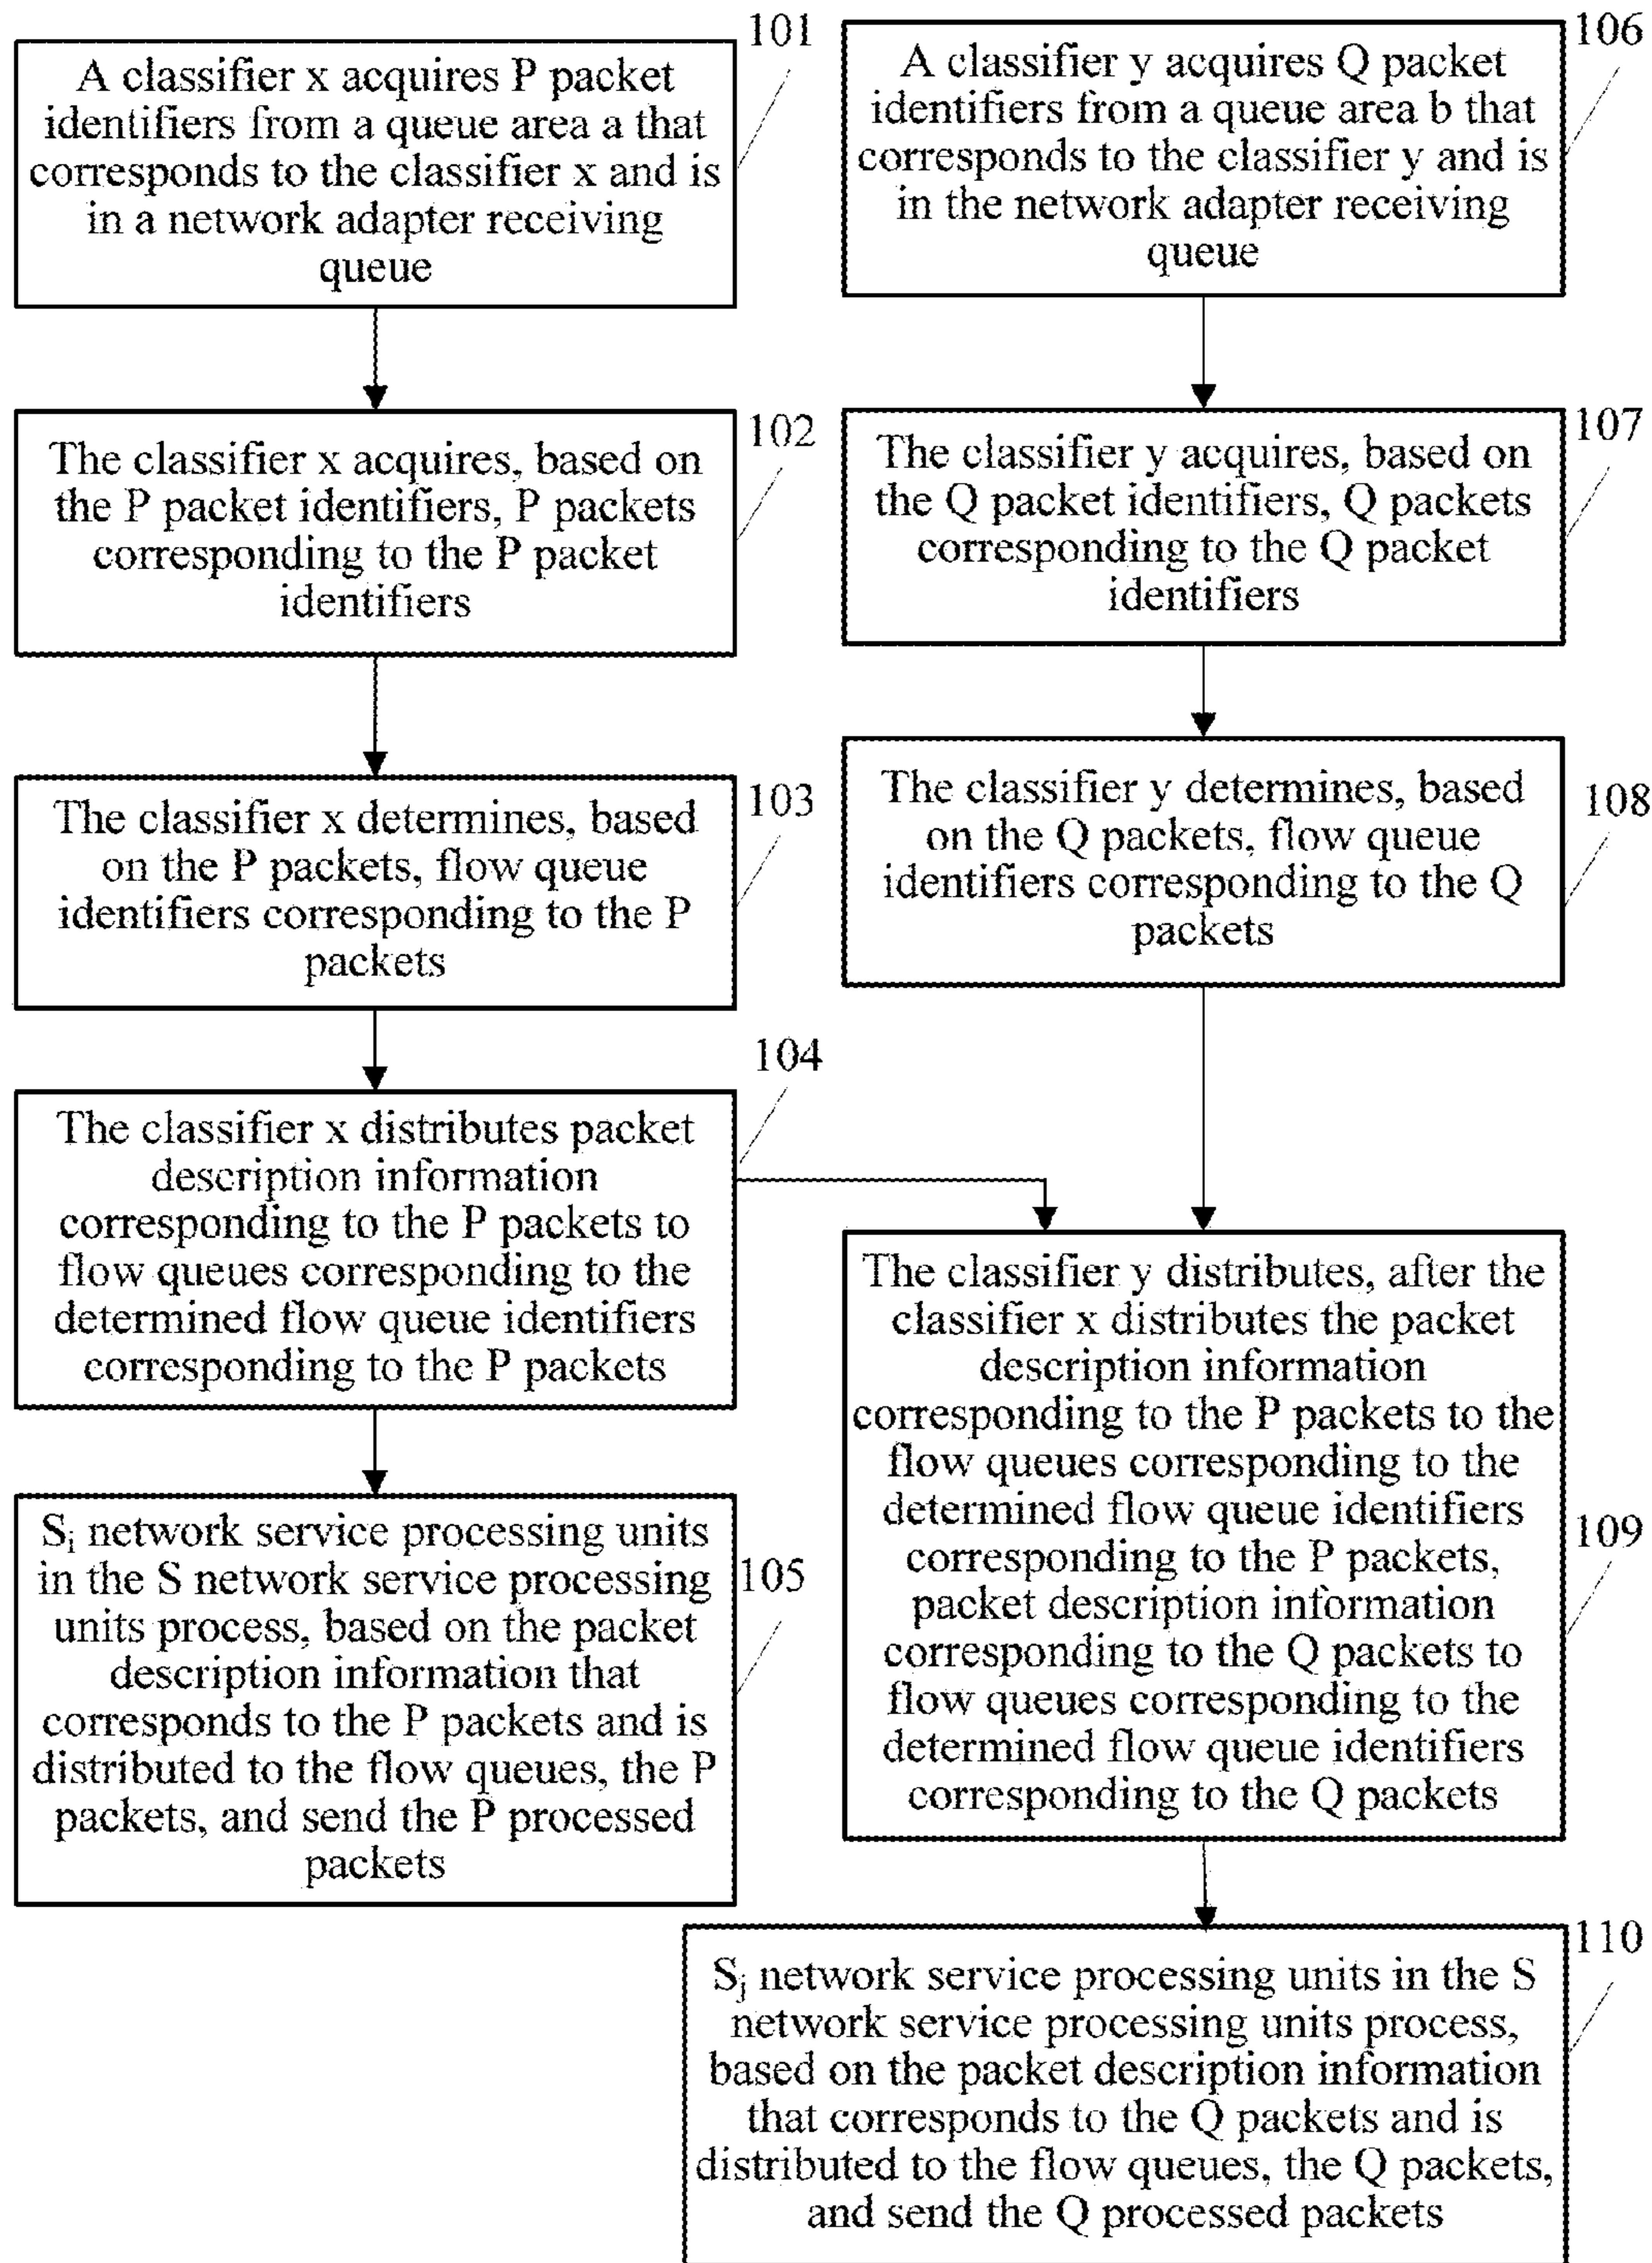 101
A classifier x acquires P packet
identifiers from a queue area a that
corresponds to the classifier x and is
in a network adapter receiving
queue
102
The classifier x acquires, based on
the P packet identifiers, P packets
corresponding to the P packet
identifiers
103
The classifier x determines, based
on the P packets, flow queue
identifiers corresponding to the P
packets
104
The classifier x distributes packet
description information
corresponding to the P packets to
flow queues corresponding to the
determined flow queue identifiers
corresponding to the P packets
105
Si network service processing units
in the S network service processing
units process, based on the packet
description information that
corresponds to the P packets and is
distributed to the flow queues, the P
packets, and send the P processed
packets
106
A classifier y acquires Q packet
identifiers from a queue area b that
corresponds to the classifier y and is
in the network adapter receiving
queue
107
The classifier y acquires, based on
the Q packet identifiers, Q packets
corresponding to the Q packet
identifiers
108
The classifier y determines, based
on the Q packets, flow queue
identifiers corresponding to the Q
packets
109
The classifier y distributes, after the
classifier x distributes the packet
description information
corresponding to the P packets to the
flow queues corresponding to the
determined flow queue identifiers
corresponding to the P packets,
packet description information
corresponding to the Q packets to
flow queues corresponding to the
determined flow queue identifiers
corresponding to the Q packets
110
Sj network service processing units in the S
network service processing units process,
based on the packet description information
that corresponds to the Q packets and is
distributed to the flow queues, the Q packets,
and send the Q processed packets